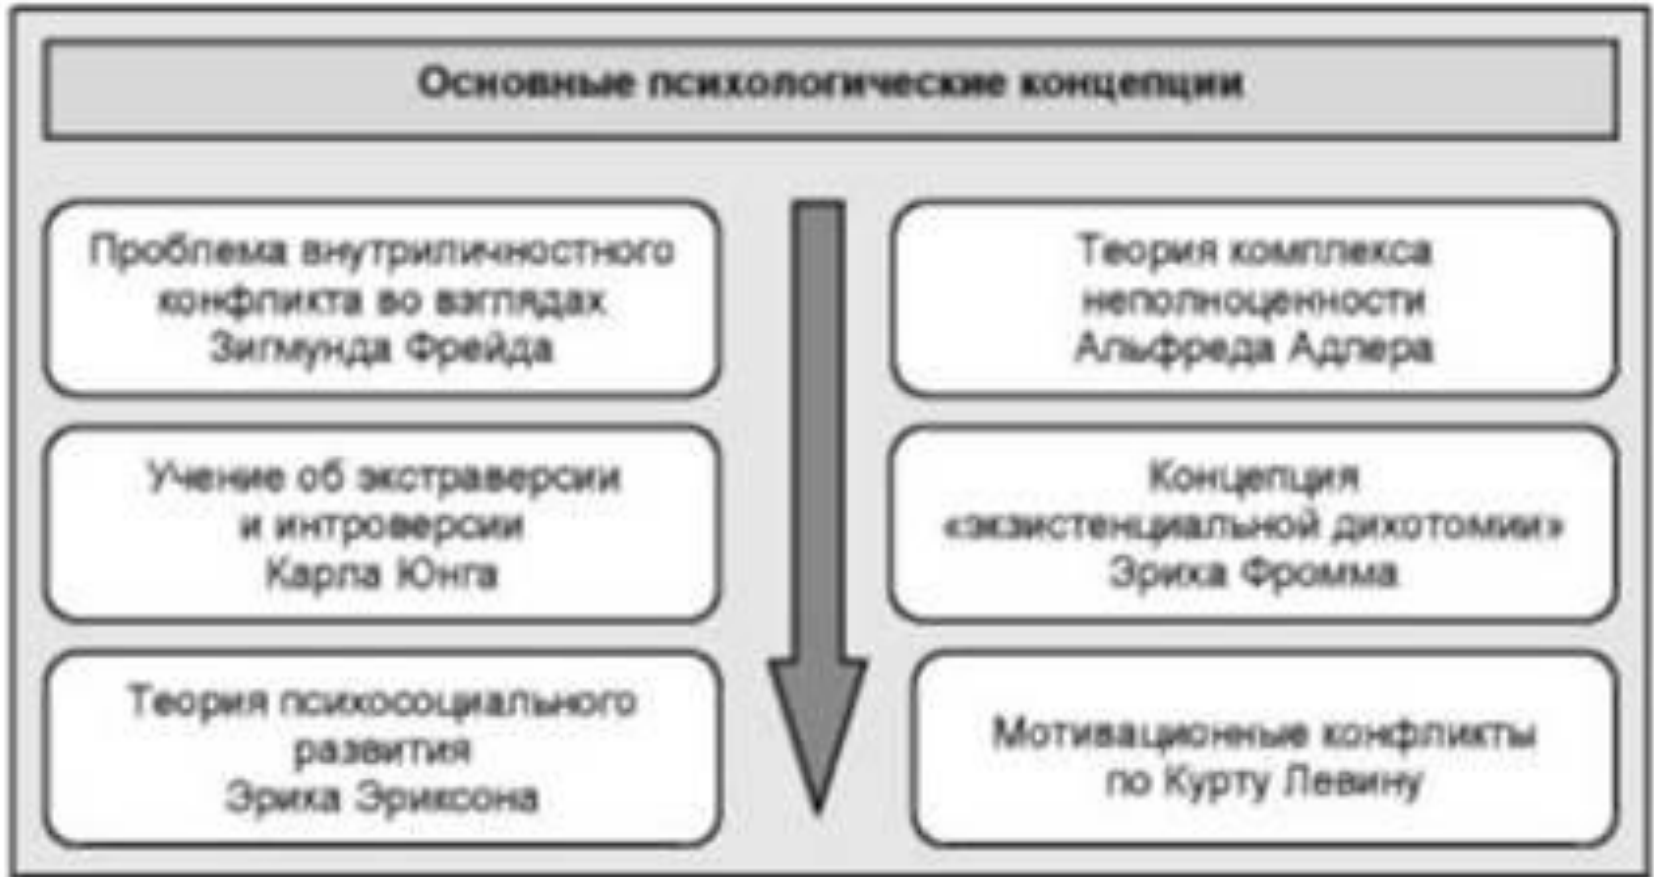 Основные психологические концепции
Проблема внутриличностного
конфликта во взглядах
Зигмунда Фрейда
Теория комплекса
неполноценности
Альфреда Адлера
Учение об экстраверсии
и интроверсии
Карла Юнга
Концепция
«экзистенциальной дихотомии»
Эриха Фромма
Теория психосоциального
развития
Эрика Эриксона
Мотивационные конфликты
по Курту Левину